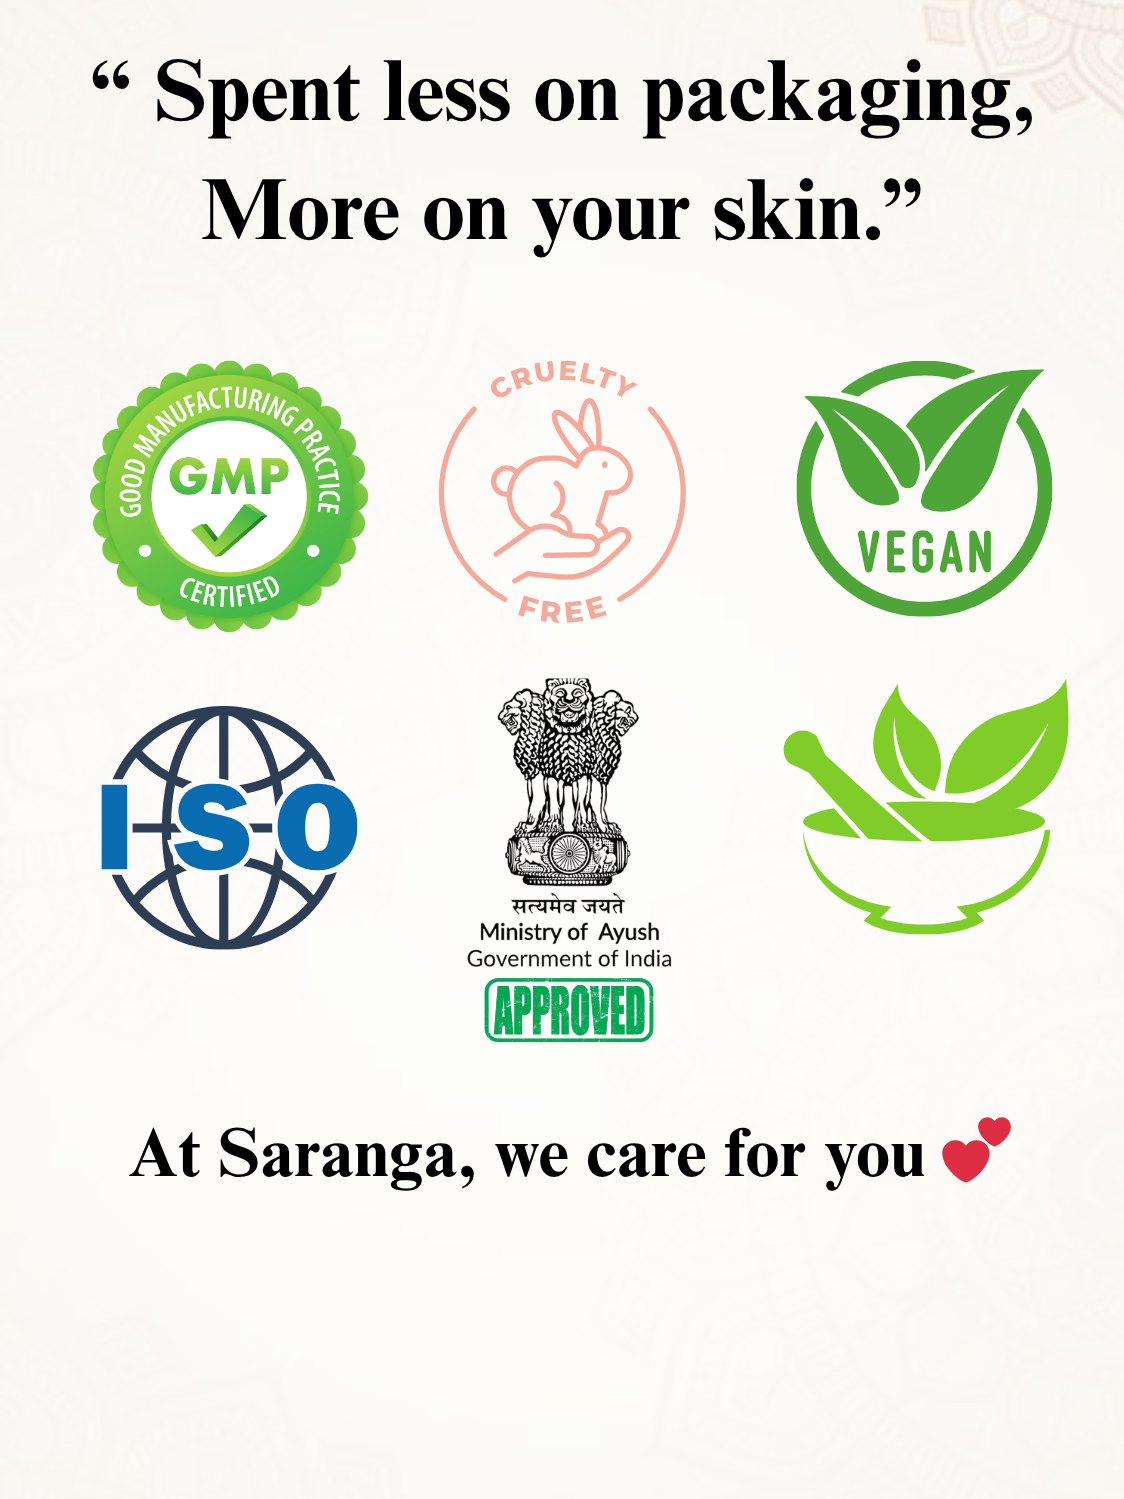 “ Spent less on packaging,
More on your skin.”
GOOD MANUFACTURING PRACTICE
GMP
CERTIFIED
CRUELTY
FREE
VEGAN
ISO
सत्यमेव जयते
Ministry of Ayush
Government of India
APPROVED
At Saranga, we care for you 💕